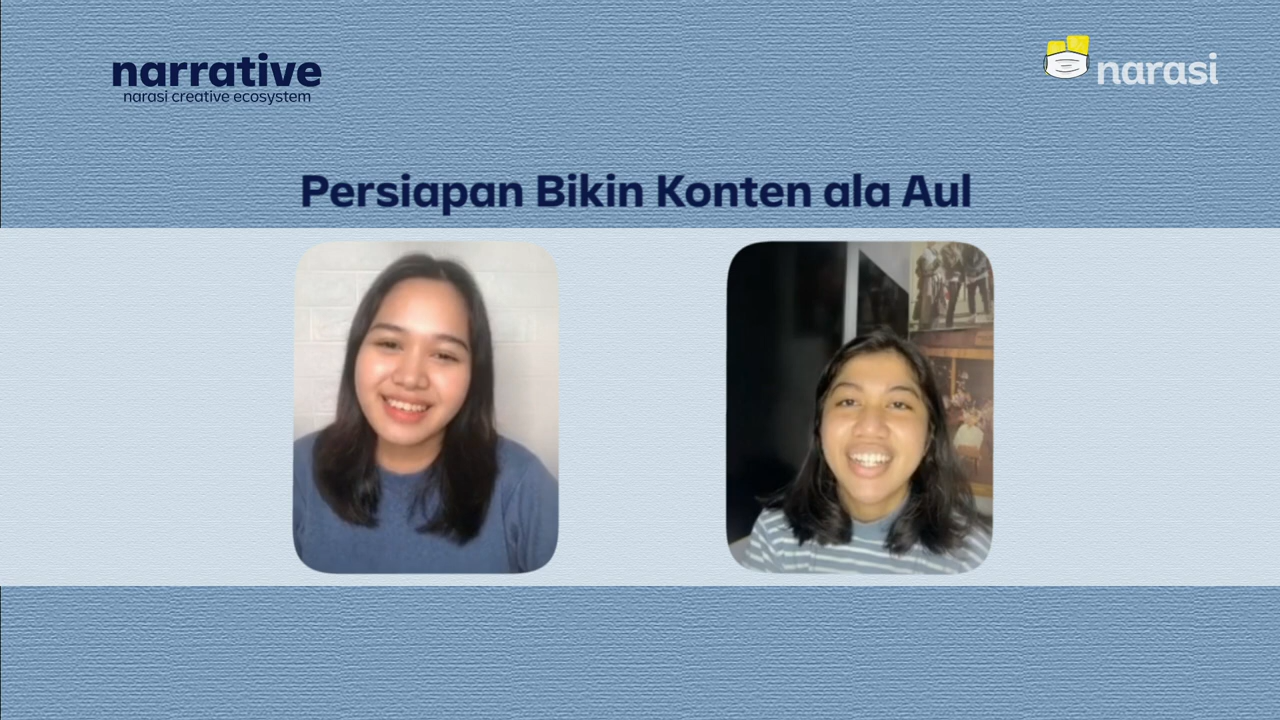 narrative
narasi creative ecosystem
narasi
Persiapan Bikin Konten ala Aul